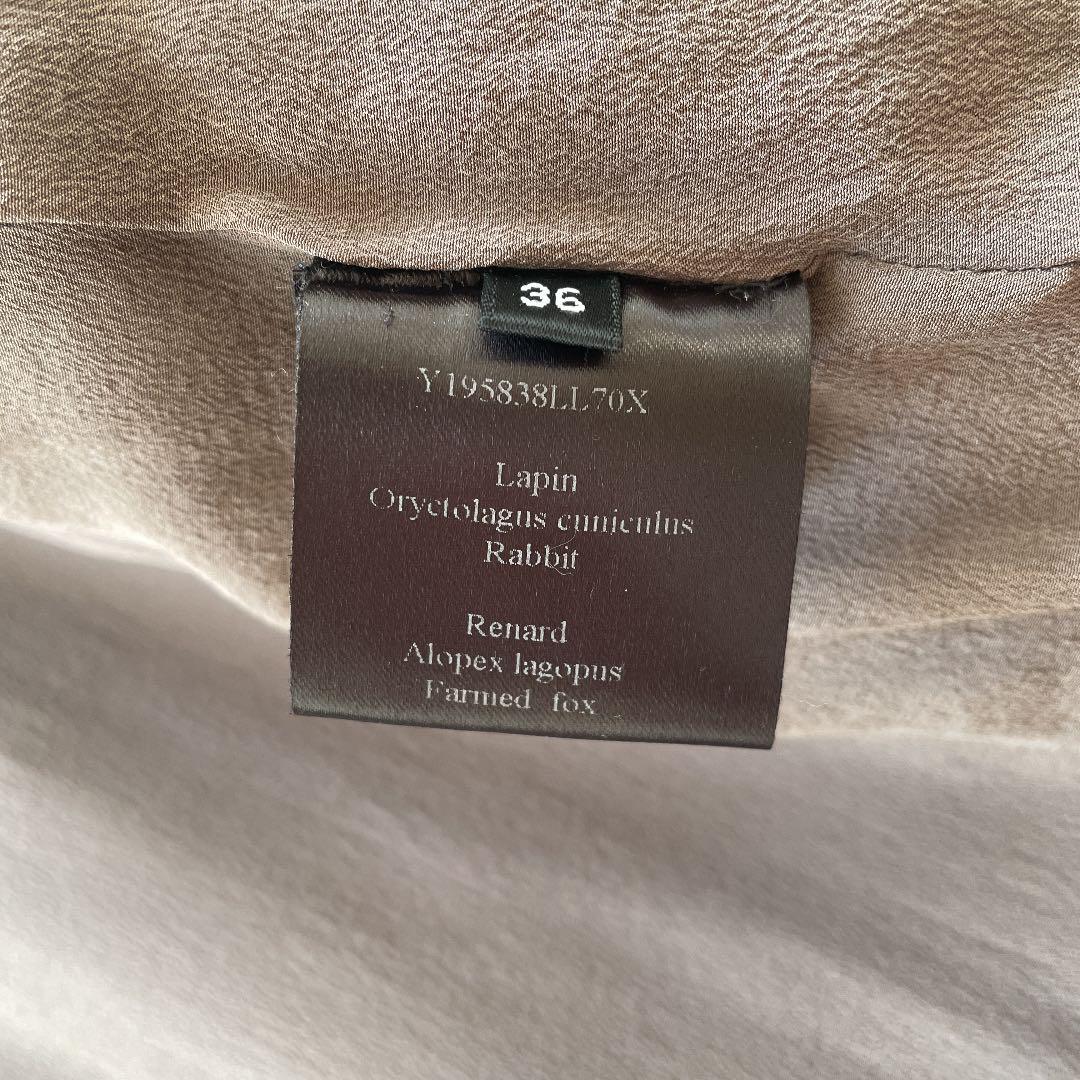 36
Y195838LL70X
Lapin
Oryctolagus cuniculus
Rabbit
Renard
Alopex lagopus
Farmed fox